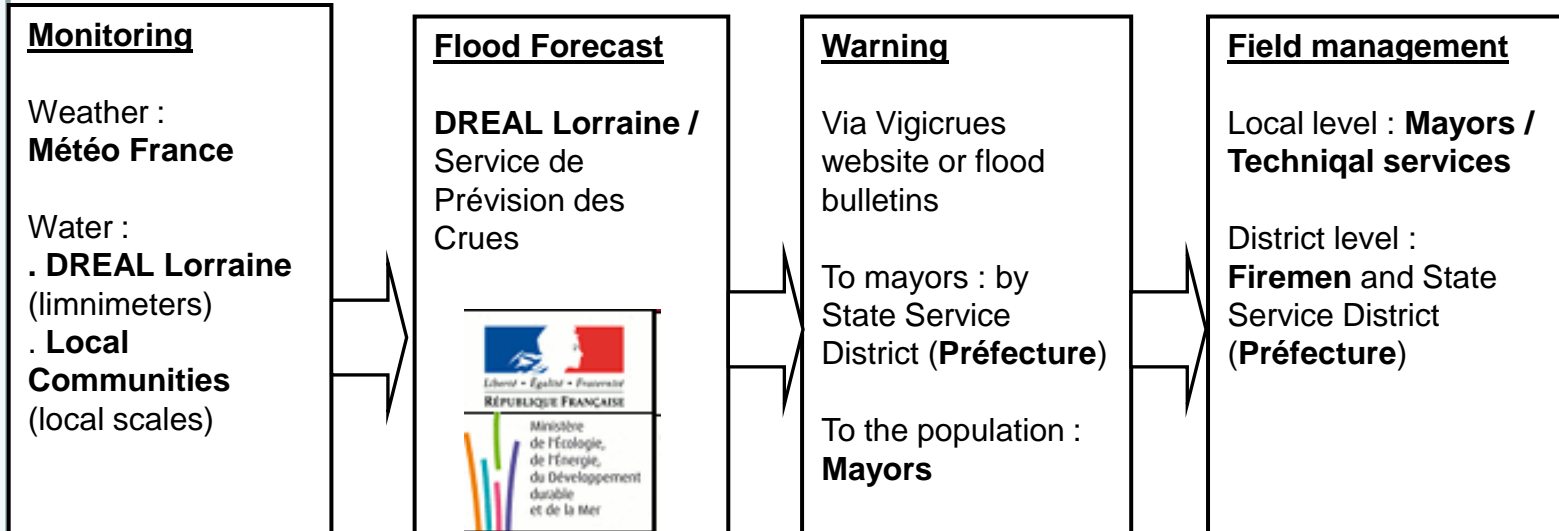 Monitoring
Weather :
Météo France
Water :
. DREAL Lorraine
(limnimeters)
. Local
Communities
(local scales)
Flood Forecast
DREAL Lorraine /
Service de
Prévision des
Crues
Liberté • Égalité • Fraternité
RÉPUBLIQUE FRANÇAISE
Ministère
de l'Écologie,
de l'Énergie,
du Développement
durable
et de la Mer
Warning
Via Vigicrues
website or flood
bulletins
To mayors : by
State Service
District (Préfecture)
To the population :
Mayors
Field management
Local level : Mayors /
Techniqal services
District level :
Firemen and State
Service District
(Préfecture)